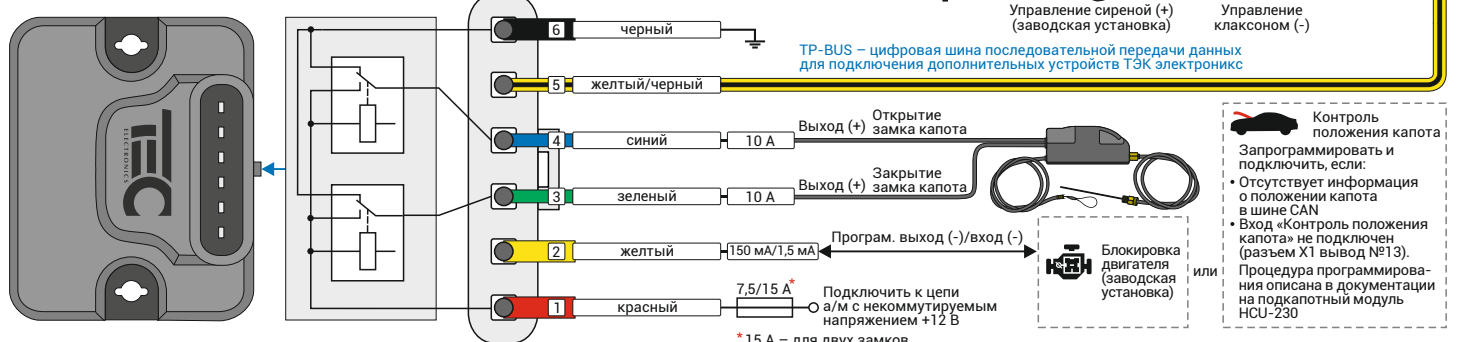 Управление сиреной (+)
(заводская установка)
Управление
клаксоном (-)
TP-BUS – цифровая шина последовательной передачи данных
для подключения дополнительных устройств ТЭК электроникс
TEC
ELECTRONICS
6 черный
5 желтый/черный
4 синий 10 А Выход (+) Открытие
замка капота
3 зеленый 10 А Выход (+) Закрытие
замка капота
2 желтый 150 мА/1,5 мА Програм. выход (-)/вход (-)
1 красный 7,5/15 А*
Подключить к цепи
а/м с некоммутируемым
напряжением +12 В
* 15 А – для двух замков
Блокировка
двигателя
(заводская
установка)
или
Контроль
положения капота
Запрограммировать и
подключить, если:
• Отсутствует информация
о положении капота
в шине CAN
• Вход «Контроль положения
капота» не подключен
(разъем X1 вывод №13).
Процедура программирова-
ния описана в документации
на подкапотный модуль
HCU-230